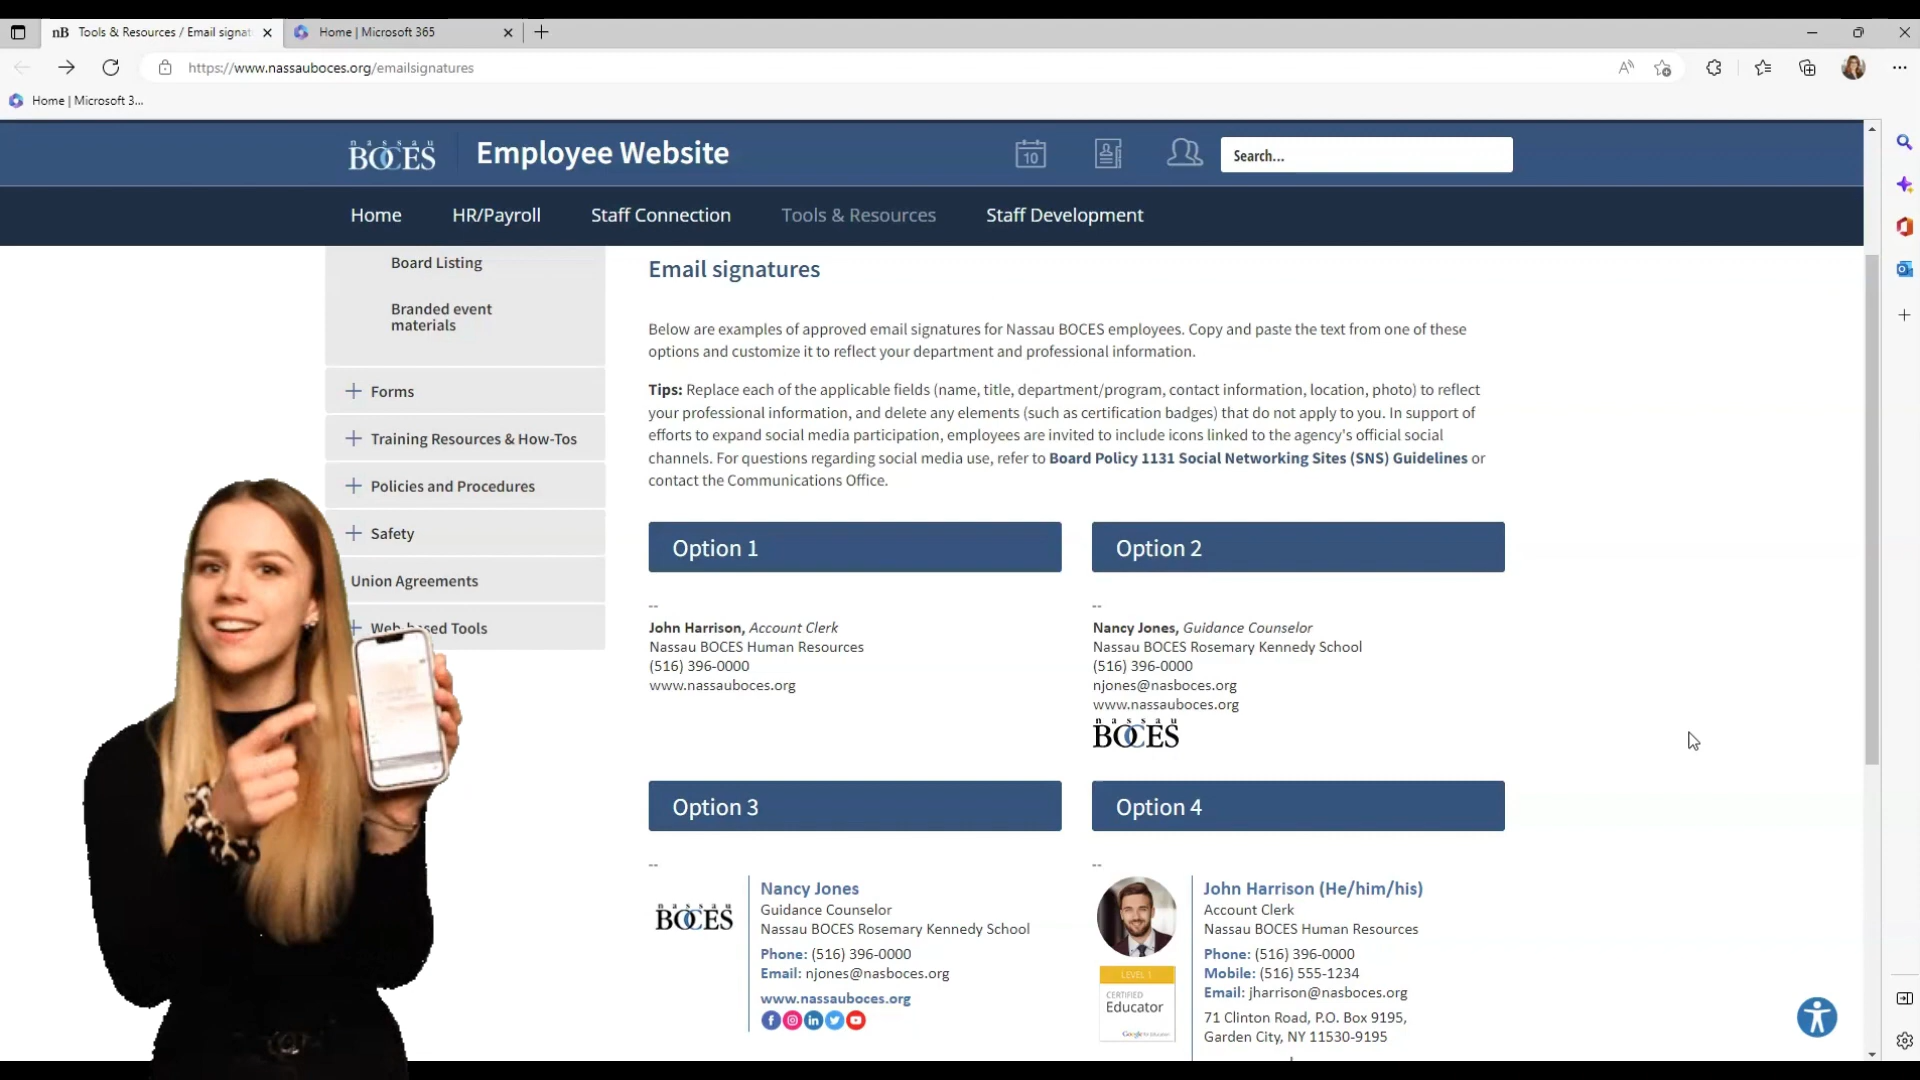 nB Tools & Resources / Email signat
Home | Microsoft 365
https://www.nassauboces.org/emailsignatures
Home | Microsoft 3...
nassau
BOCES
Employee Website
10
Search...
Home
HR/Payroll
Staff Connection
Tools & Resources
Staff Development
Board Listing
Branded event
materials
Forms
Training Resources & How-Tos
Policies and Procedures
Safety
Union Agreements
Web-based Tools
Email signatures
Below are examples of approved email signatures for Nassau BOCES employees. Copy and paste the text from one of these
options and customize it to reflect your department and professional information.
Tips: Replace each of the applicable fields (name, title, department/program, contact information, location, photo) to reflect
your professional information, and delete any elements (such as certification badges) that do not apply to you. In support of
efforts to expand social media participation, employees are invited to include icons linked to the agency's official social
channels. For questions regarding social media use, refer to Board Policy 1131 Social Networking Sites (SNS) Guidelines or
contact the Communications Office.
Option 1
--
John Harrison, Account Clerk
Nassau BOCES Human Resources
(516) 396-0000
www.nassauboces.org
Option 2
--
Nancy Jones, Guidance Counselor
Nassau BOCES Rosemary Kennedy School
(516) 396-0000
njones@nasboces.org
www.nassauboces.org
nassau
BOCES
Option 3
--
nassau
BOCES
Nancy Jones
Guidance Counselor
Nassau BOCES Rosemary Kennedy School
Phone: (516) 396-0000
Email: njones@nasboces.org
www.nassauboces.org
Option 4
--
LEVEL 1
CERTIFIED
Educator
Google for Education
John Harrison (He/him/his)
Account Clerk
Nassau BOCES Human Resources
Phone: (516) 396-0000
Mobile: (516) 555-1234
Email: jharrison@nasboces.org
71 Clinton Road, P.O. Box 9195,
Garden City, NY 11530-9195